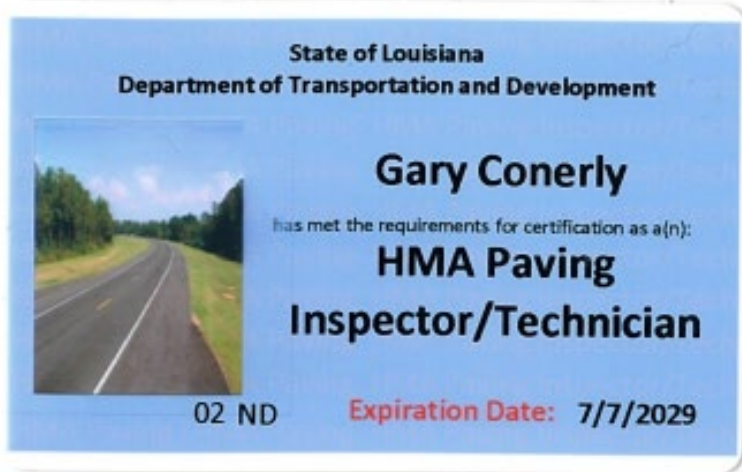 State of Louisiana
Department of Transportation and Development
Gary Conerly
has met the requirements for certification as a(n):
HMA Paving
Inspector/Technician
02 ND
Expiration Date: 7/7/2029